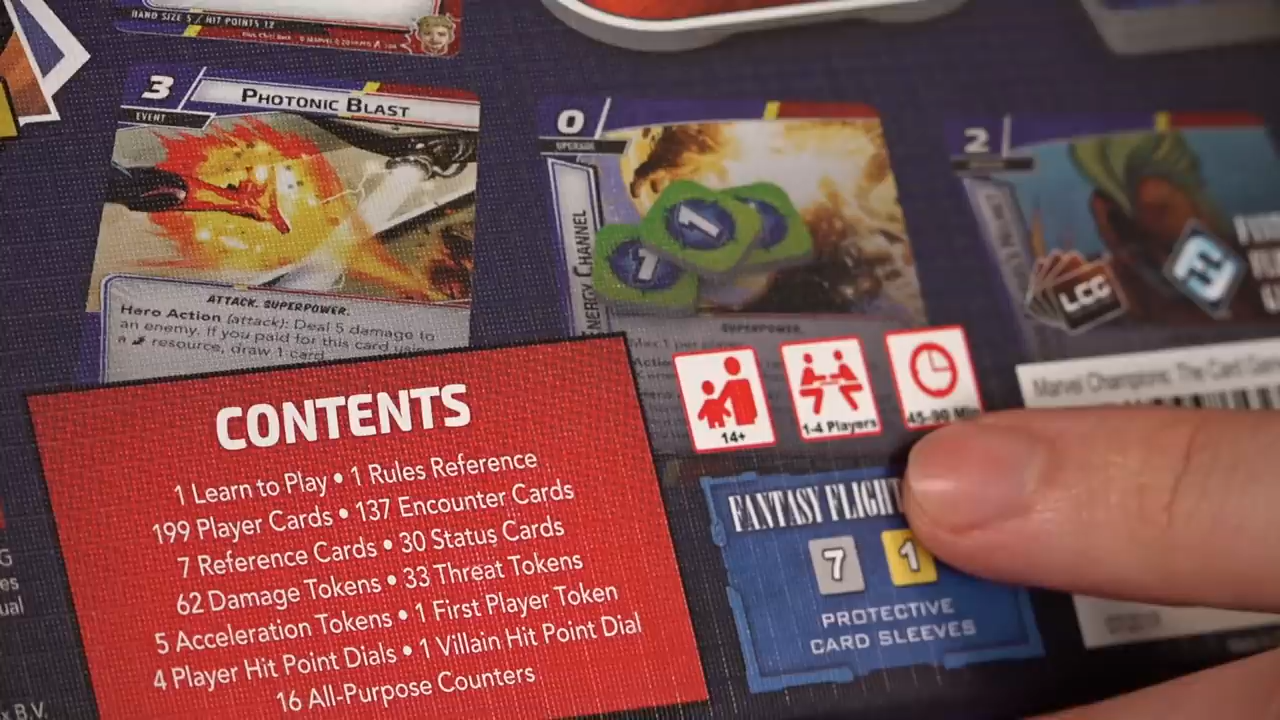 HAND SIZE 5 / HIT POINTS 12
3
PHOTONIC BLAST
EVENT
ATTACK. SUPERPOWER.
Hero Action (attack): Deal 5 damage to
an enemy. If you paid for this card using
a resource, draw 1 card
0
UPGRADE
ENERGY CHANNEL
1
1
SUPERPOWER.
2
LCG
Marvel Champions: The Card Game
14+
1-4 Players
45-90 Min
CONTENTS
1 Learn to Play • 1 Rules Reference
199 Player Cards • 137 Encounter Cards
7 Reference Cards • 30 Status Cards
62 Damage Tokens • 33 Threat Tokens
5 Acceleration Tokens • 1 First Player Token
4 Player Hit Point Dials • 1 Villain Hit Point Dial
16 All-Purpose Counters
FANTASY FLIGHT
7 1
PROTECTIVE
CARD SLEEVES
B.V.